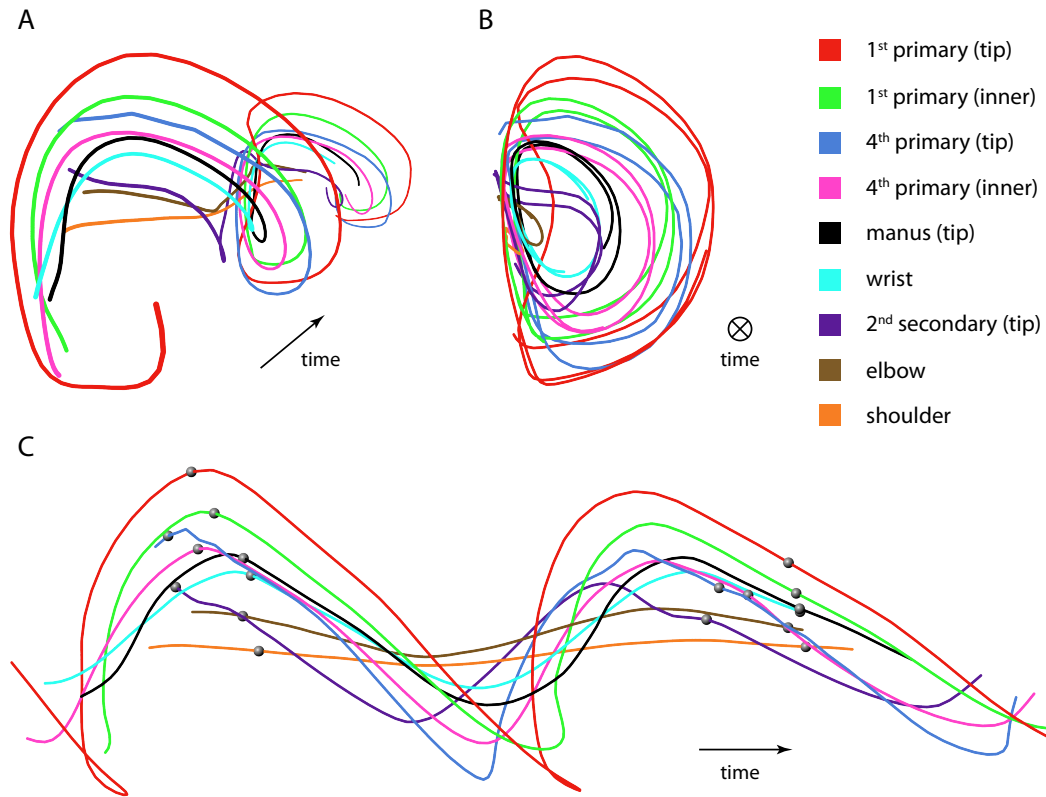 A
B
1st primary (tip)
1st primary (inner)
4th primary (tip)
4th primary (inner)
manus (tip)
wrist
2nd secondary (tip)
elbow
shoulder
time
time
C
time